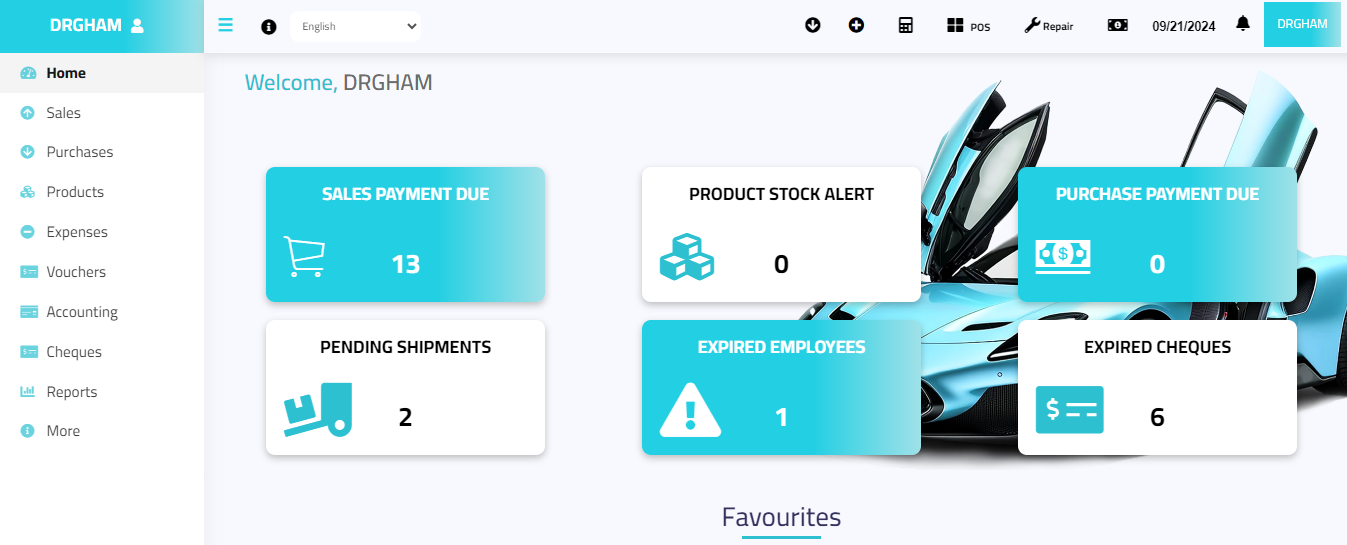 DRGHAM
English
POS
Repair
09/21/2024
DRGHAM
Home
Sales
Purchases
Products
Expenses
Vouchers
Accounting
Cheques
Reports
More
Welcome, DRGHAM
SALES PAYMENT DUE
13
PRODUCT STOCK ALERT
0
PURCHASE PAYMENT DUE
0
PENDING SHIPMENTS
2
EXPIRED EMPLOYEES
1
EXPIRED CHEQUES
6
Favourites